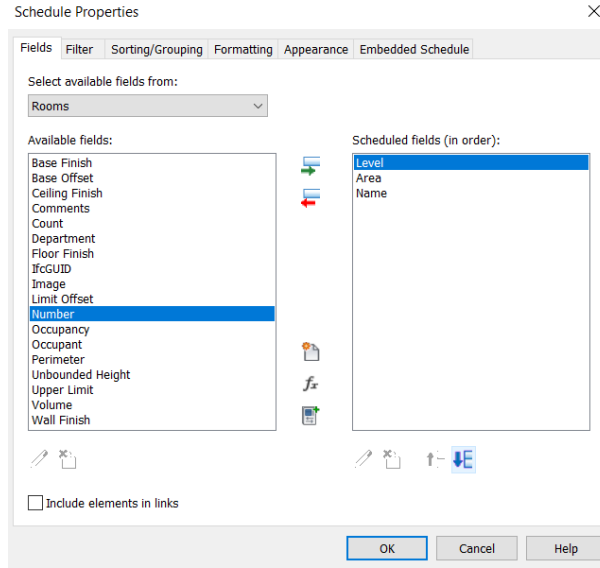 Schedule Properties
Fields Filter Sorting/Grouping Formatting Appearance Embedded Schedule
Select available fields from:
Rooms
Available fields:
Base Finish
Base Offset
Ceiling Finish
Comments
Count
Department
Floor Finish
IfcGUID
Image
Limit Offset
Number
Occupancy
Occupant
Perimeter
Unbounded Height
Upper Limit
Volume
Wall Finish
fx
Scheduled fields (in order):
Level
Area
Name
Include elements in links
OK Cancel Help